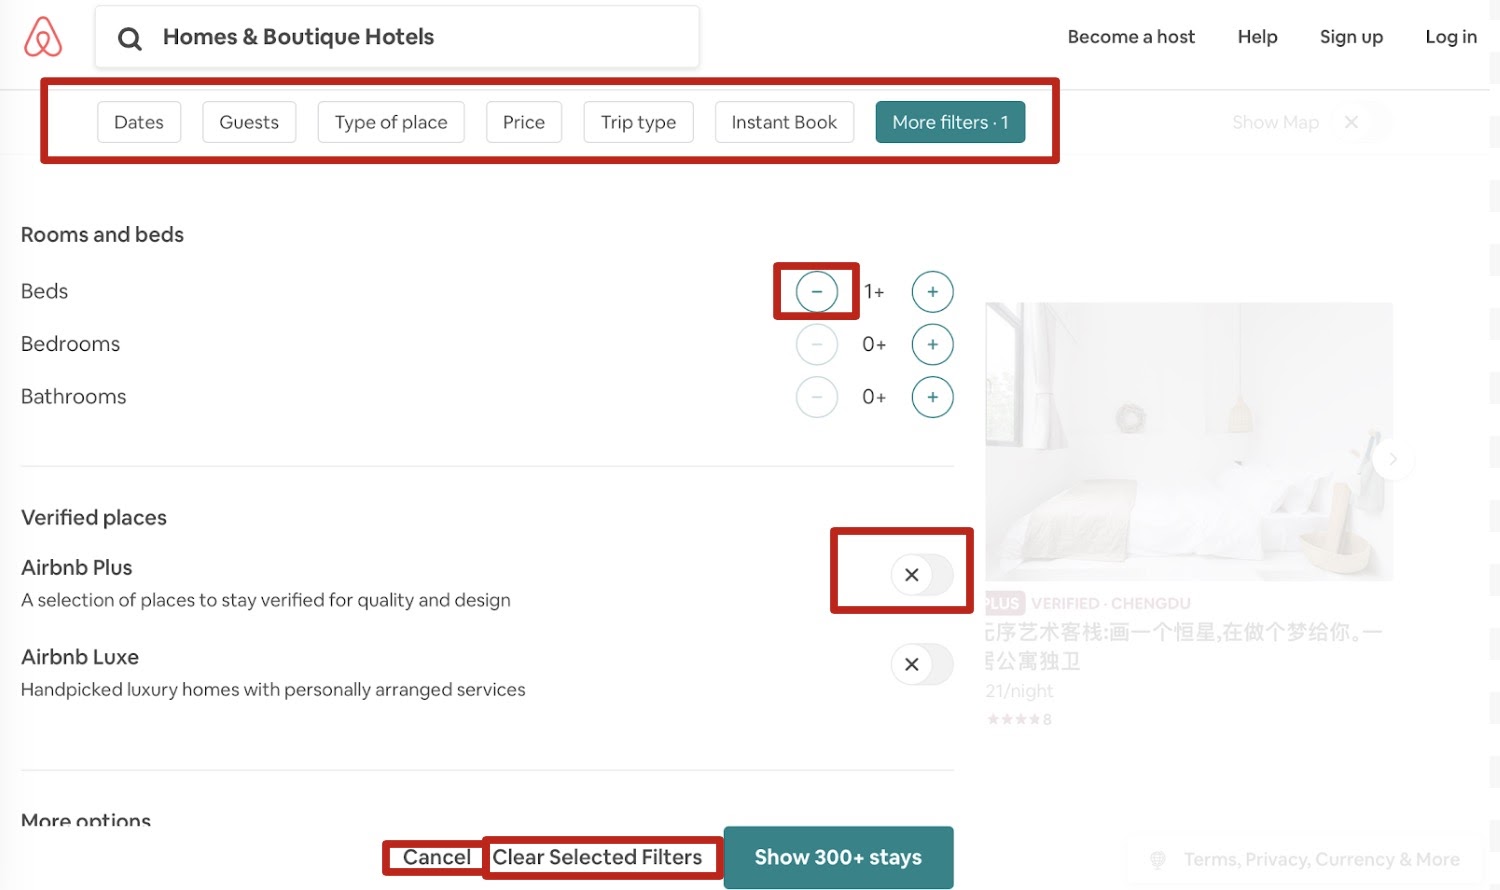 Homes & Boutique Hotels
Become a host
Help
Sign up
Log in
Dates
Guests
Type of place
Price
Trip type
Instant Book
More filters · 1
Show Map
Rooms and beds
Beds
1+
Bedrooms
0+
Bathrooms
0+
Verified places
Airbnb Plus
A selection of places to stay verified for quality and design
Airbnb Luxe
Handpicked luxury homes with personally arranged services
PLUS VERIFIED · CHENGDU
元序艺术客栈:画一个恒星,在做个梦给你。一
居公寓独卫
21/night
★★★★8
More options
Cancel
Clear Selected Filters
Show 300+ stays
Terms, Privacy, Currency & More